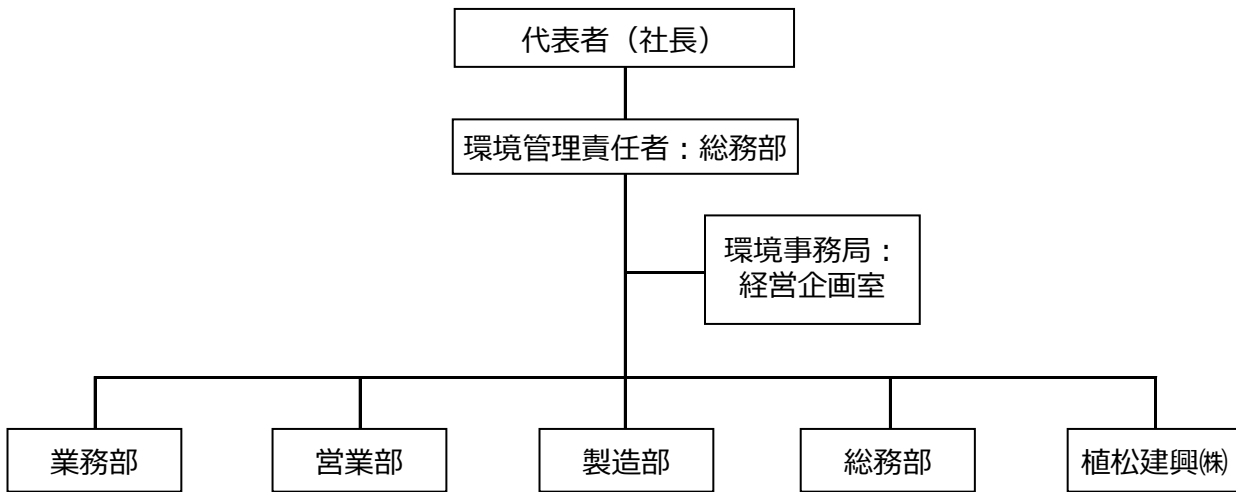 代表者（社長）
環境管理責任者：総務部
環境事務局：
経営企画室
業務部
営業部
製造部
総務部
植松建興㈱